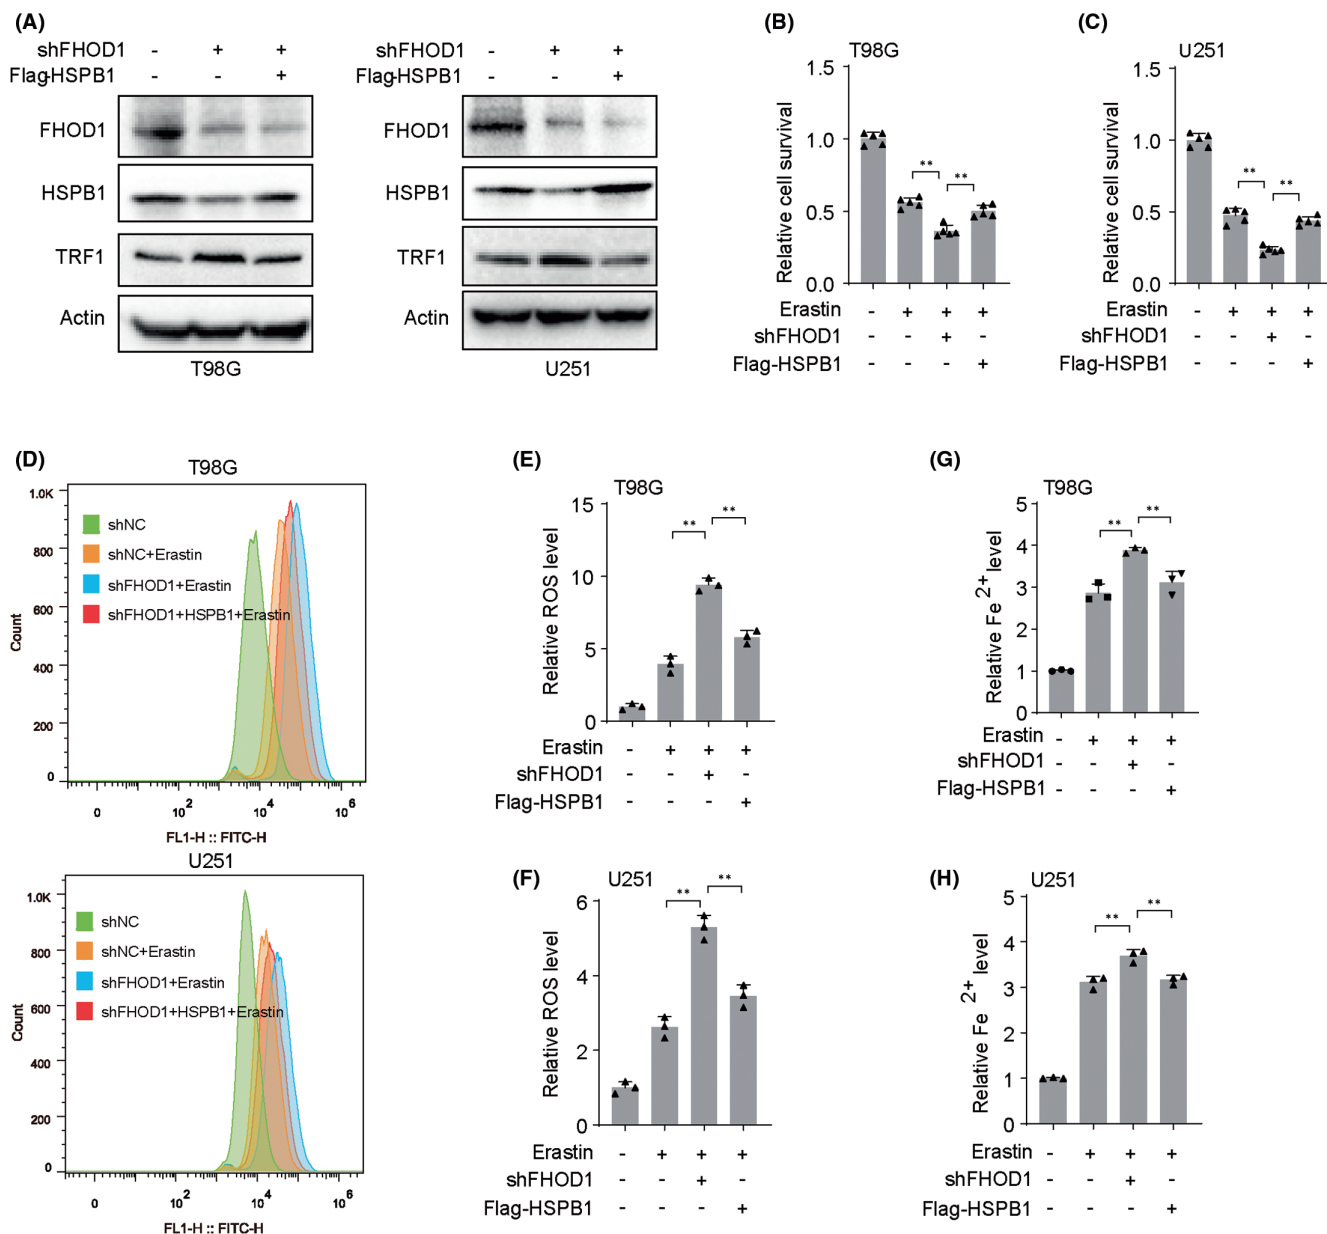 (A)
shFHOD1 - + +
Flag-HSPB1 - - +
FHOD1
HSPB1
TRF1
Actin
T98G
shFHOD1 - + +
Flag-HSPB1 - - +
FHOD1
HSPB1
TRF1
Actin
U251
(B)
T98G
Relative cell survival
1.5
1.0
0.5
0.0
** **
Erastin - + + +
shFHOD1 - - + -
Flag-HSPB1 - - - +
(C)
U251
Relative cell survival
1.5
1.0
0.5
0.0
** **
Erastin - + + +
shFHOD1 - - + -
Flag-HSPB1 - - - +
(D)
T98G
Count
1.0K
800
600
400
200
0
shNC
shNC+Erastin
shFHOD1+Erastin
shFHOD1+HSPB1+Erastin
0 10^2 10^4 10^6
FL1-H :: FITC-H
U251
Count
1.0K
800
600
400
200
0
shNC
shNC+Erastin
shFHOD1+Erastin
shFHOD1+HSPB1+Erastin
0 10^2 10^4 10^6
FL1-H :: FITC-H
(E)
T98G
Relative ROS level
15
10
5
0
** **
Erastin - + + +
shFHOD1 - - + -
Flag-HSPB1 - - - +
(F)
U251
Relative ROS level
8
6
4
2
0
** **
Erastin - + + +
shFHOD1 - - + -
Flag-HSPB1 - - - +
(G)
T98G
Relative Fe2+ level
5
4
3
2
1
0
** **
Erastin - + + +
shFHOD1 - - + -
Flag-HSPB1 - - - +
(H)
U251
Relative Fe 2+ level
5
4
3
2
1
0
** **
Erastin - + + +
shFHOD1 - - + -
Flag-HSPB1 - - - +